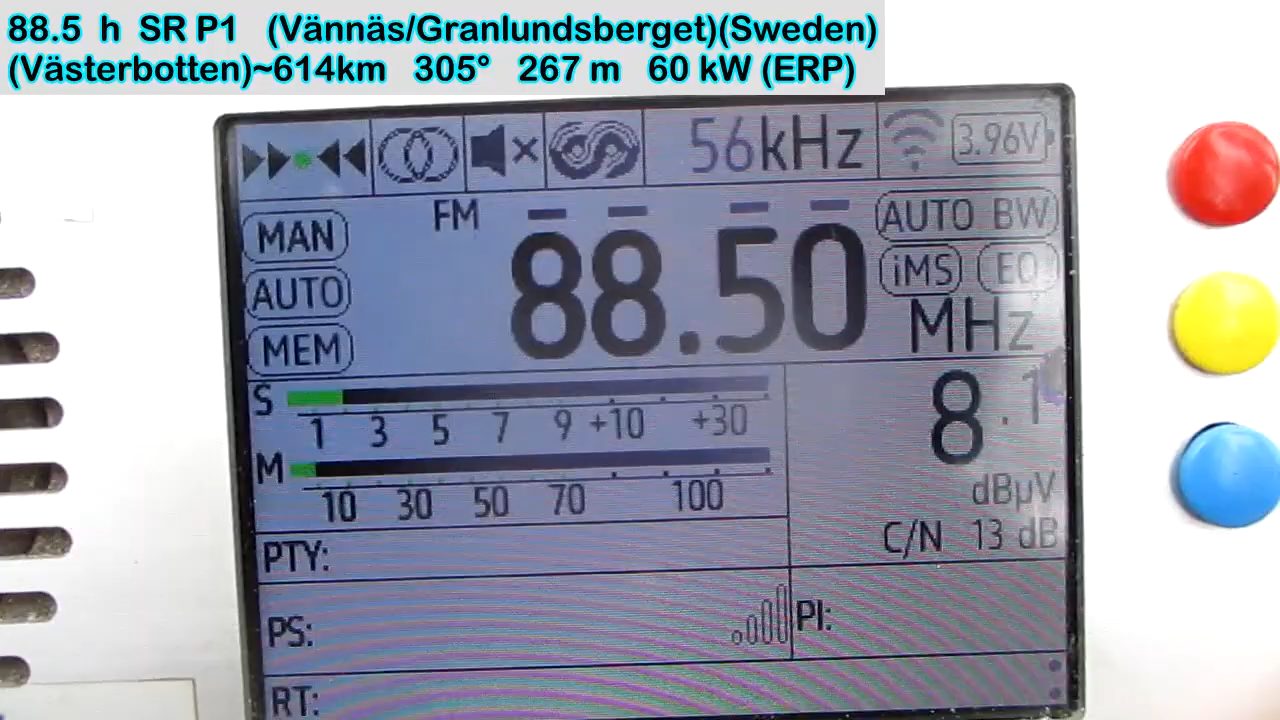 88.5 h SR P1 (Vännäs/Granlundsberget)(Sweden)
(Västerbotten)~614km 305° 267 m 60 kW (ERP)
56kHz 3.96V
MAN FM 88.50 MHz AUTO BW
AUTO iMS EQ
MEM
S 1 3 5 7 9 +10 +30
8.1 dBµV
M 10 30 50 70 100
C/N 13 dB
PTY:
PS: PI:
RT: